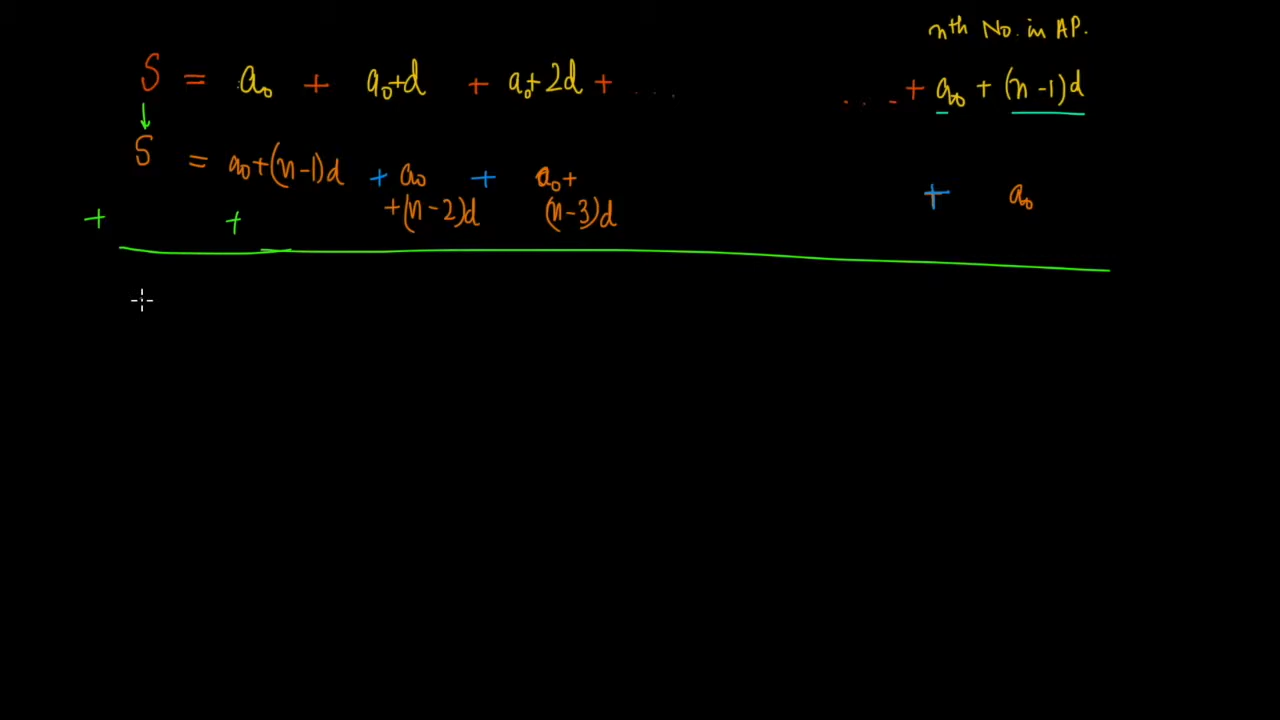 nth No. in AP.
S = a₀ + a₀+d + a₀+2d + ... ...+ a₀ + (n-1)d
S = a₀+(n-1)d + a₀ + a₀+
+(n-2)d (n-3)d + a₀
+ +